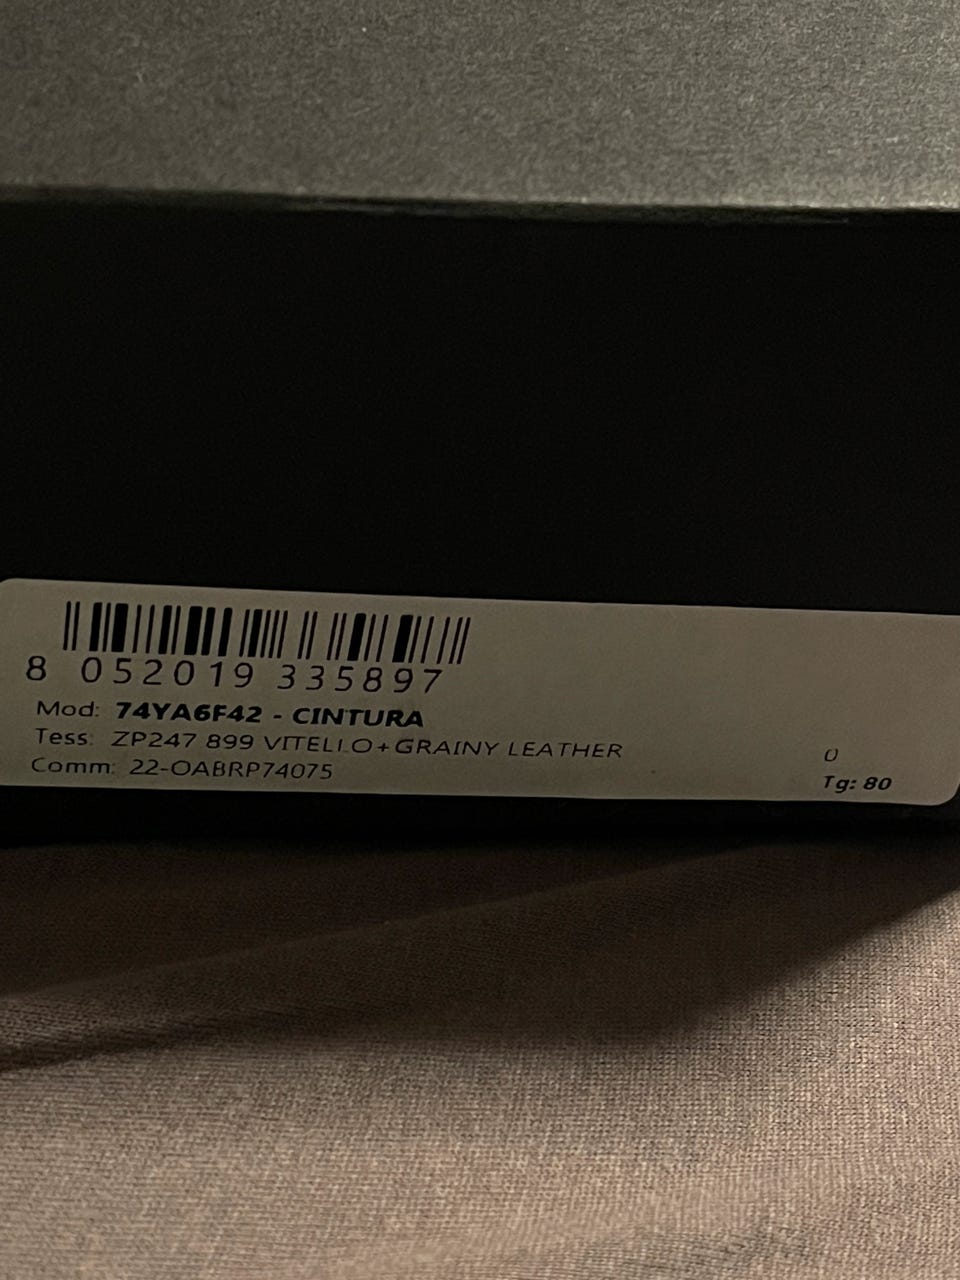 8 052019 335897
Mod: 74YA6F42 - CINTURA
Tess: ZP247 899 VITELLO+GRAINY LEATHER
0
Comm: 22-OABRP74075
Tg: 80